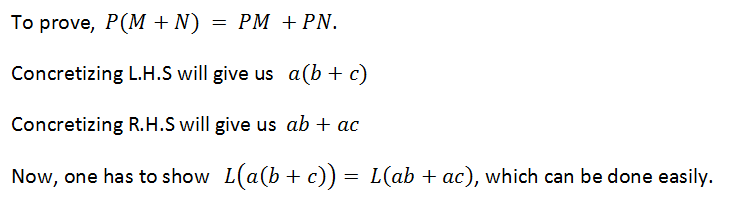 To prove, P(M + N) = PM + PN.
Concretizing L.H.S will give us a(b + c)
Concretizing R.H.S will give us ab + ac
Now, one has to show L(a(b + c)) = L(ab + ac), which can be done easily.